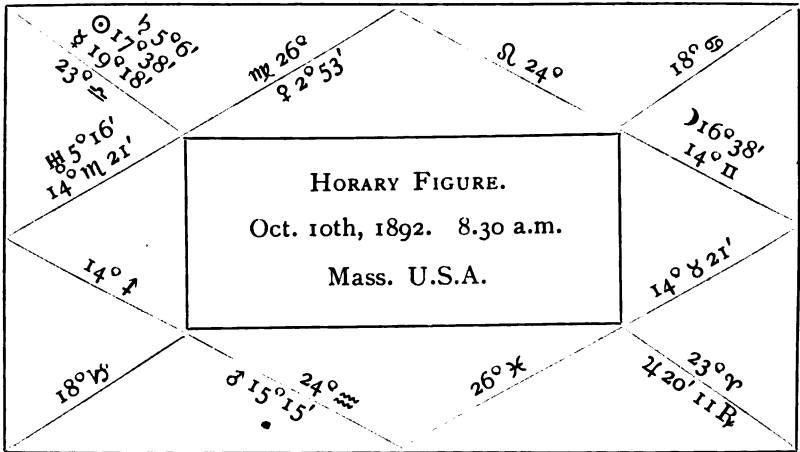 ♄ 5°6′
☉ 17°38′
☿ 19°18′
23° ♎
♍ 26°
♀ 2°53′
♌ 24°
18° ♋
♅ 5°16′
14° ♏ 21′
☽ 16°38′
14° ♊
HORARY FIGURE.
Oct. 10th, 1892. 8.30 a.m.
Mass. U.S.A.
14° ♐
14° ♉ 21′
18° ♑
24° ♒
♂ 15°15′
26° ♓
23° ♈
♃ 20′ 11 ℞